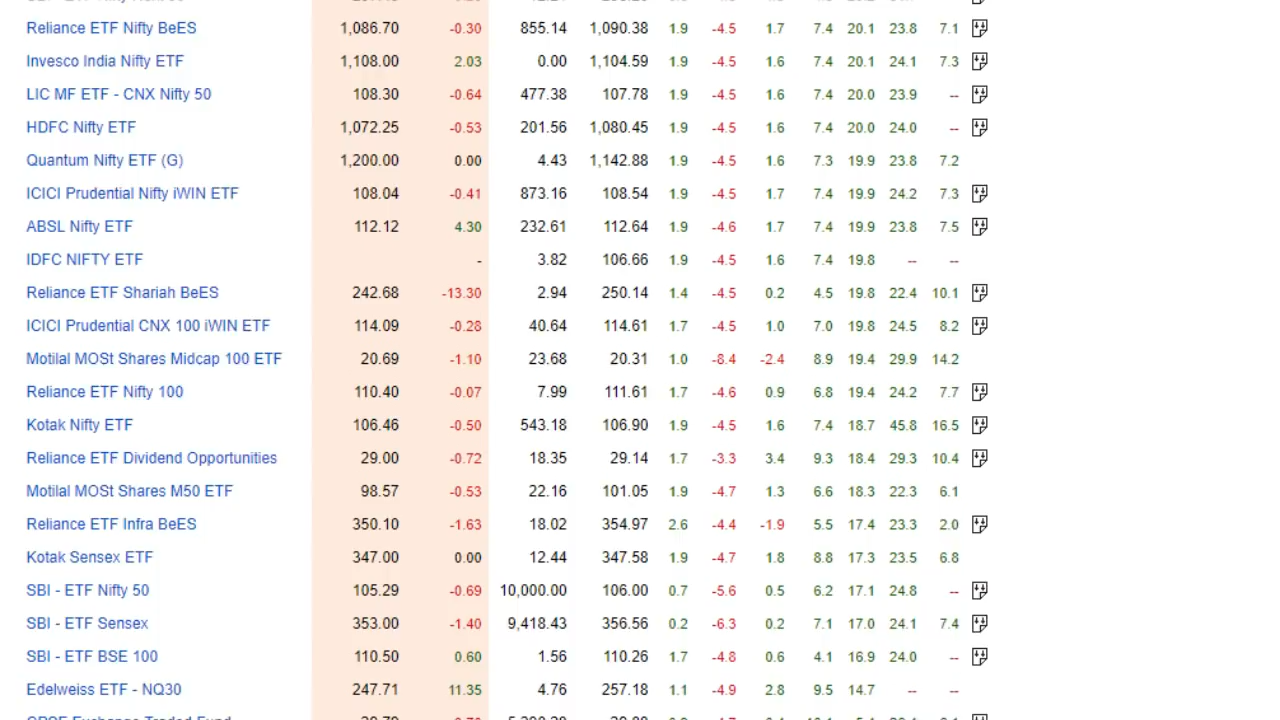 Reliance ETF Nifty BeES 1,086.70 -0.30 855.14 1,090.38 1.9 -4.5 1.7 7.4 20.1 23.8 7.1
Invesco India Nifty ETF 1,108.00 2.03 0.00 1,104.59 1.9 -4.5 1.6 7.4 20.1 24.1 7.3
LIC MF ETF - CNX Nifty 50 108.30 -0.64 477.38 107.78 1.9 -4.5 1.6 7.4 20.0 23.9 --
HDFC Nifty ETF 1,072.25 -0.53 201.56 1,080.45 1.9 -4.5 1.6 7.4 20.0 24.0 --
Quantum Nifty ETF (G) 1,200.00 0.00 4.43 1,142.88 1.9 -4.5 1.6 7.3 19.9 23.8 7.2
ICICI Prudential Nifty iWIN ETF 108.04 -0.41 873.16 108.54 1.9 -4.5 1.7 7.4 19.9 24.2 7.3
ABSL Nifty ETF 112.12 4.30 232.61 112.64 1.9 -4.6 1.7 7.4 19.9 23.8 7.5
IDFC NIFTY ETF - 3.82 106.66 1.9 -4.5 1.6 7.4 19.8 -- --
Reliance ETF Shariah BeES 242.68 -13.30 2.94 250.14 1.4 -4.5 0.2 4.5 19.8 22.4 10.1
ICICI Prudential CNX 100 iWIN ETF 114.09 -0.28 40.64 114.61 1.7 -4.5 1.0 7.0 19.8 24.5 8.2
Motilal MOSt Shares Midcap 100 ETF 20.69 -1.10 23.68 20.31 1.0 -8.4 -2.4 8.9 19.4 29.9 14.2
Reliance ETF Nifty 100 110.40 -0.07 7.99 111.61 1.7 -4.6 0.9 6.8 19.4 24.2 7.7
Kotak Nifty ETF 106.46 -0.50 543.18 106.90 1.9 -4.5 1.6 7.4 18.7 45.8 16.5
Reliance ETF Dividend Opportunities 29.00 -0.72 18.35 29.14 1.7 -3.3 3.4 9.3 18.4 29.3 10.4
Motilal MOSt Shares M50 ETF 98.57 -0.53 22.16 101.05 1.9 -4.7 1.3 6.6 18.3 22.3 6.1
Reliance ETF Infra BeES 350.10 -1.63 18.02 354.97 2.6 -4.4 -1.9 5.5 17.4 23.3 2.0
Kotak Sensex ETF 347.00 0.00 12.44 347.58 1.9 -4.7 1.8 8.8 17.3 23.5 6.8
SBI - ETF Nifty 50 105.29 -0.69 10,000.00 106.00 0.7 -5.6 0.5 6.2 17.1 24.8 --
SBI - ETF Sensex 353.00 -1.40 9,418.43 356.56 0.2 -6.3 0.2 7.1 17.0 24.1 7.4
SBI - ETF BSE 100 110.50 0.60 1.56 110.26 1.7 -4.8 0.6 4.1 16.9 24.0 --
Edelweiss ETF - NQ30 247.71 11.35 4.76 257.18 1.1 -4.9 2.8 9.5 14.7 -- --